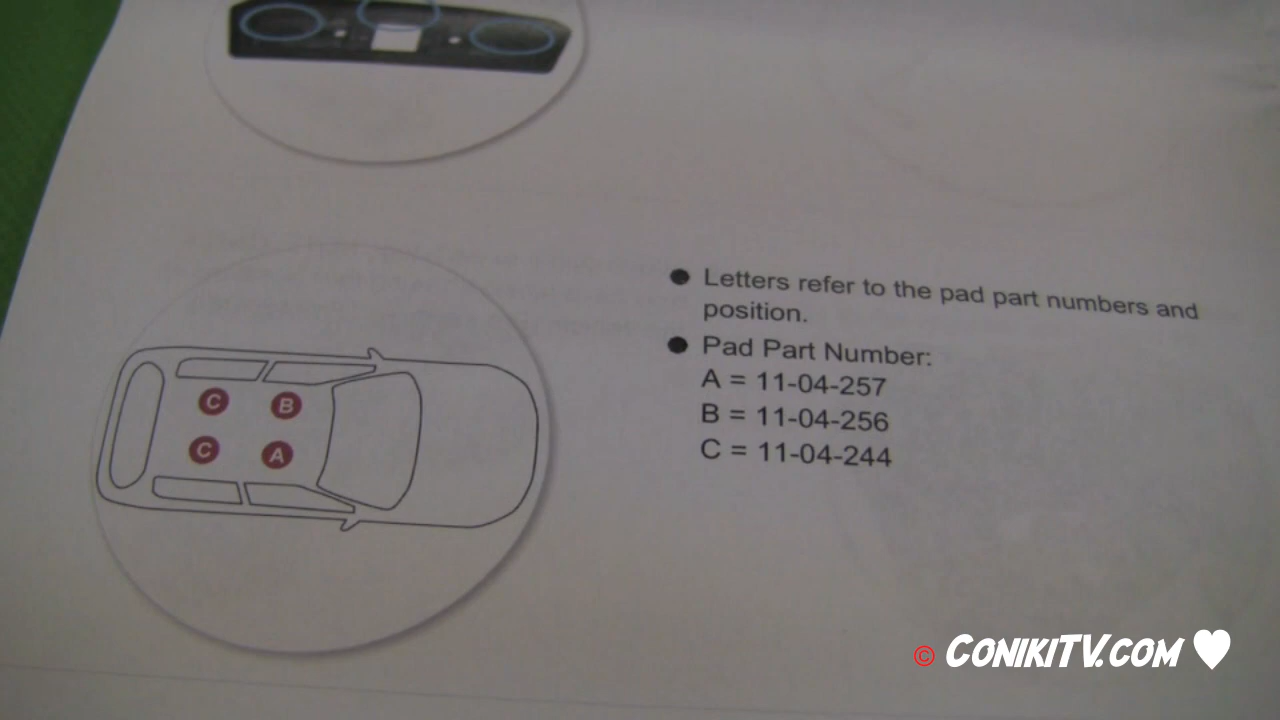 Letters refer to the pad part numbers and
position.
Pad Part Number:
A = 11-04-257
B = 11-04-256
C = 11-04-244
C B
C A
© CONIKITV.COM